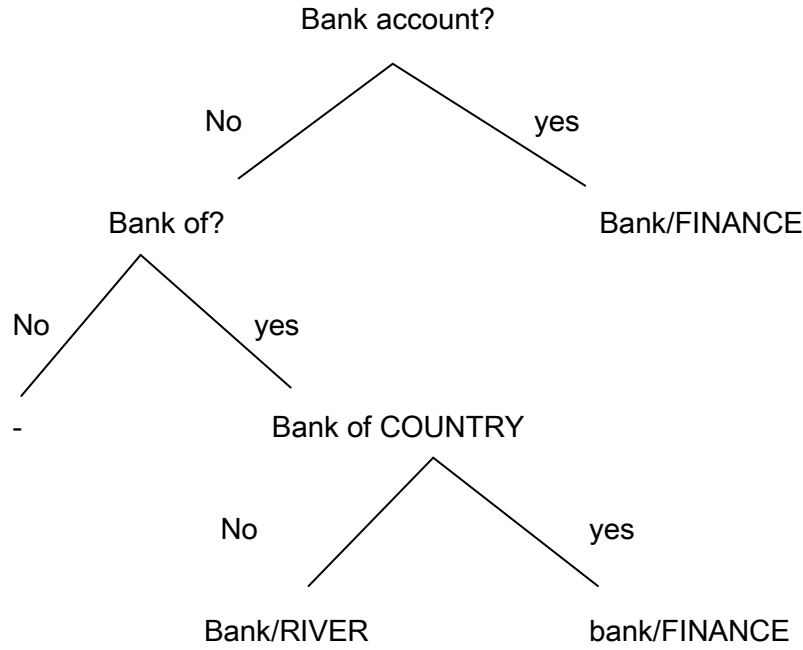 Bank account?
No
yes
Bank of?
Bank/FINANCE
No
yes
-
Bank of COUNTRY
No
yes
Bank/RIVER
bank/FINANCE